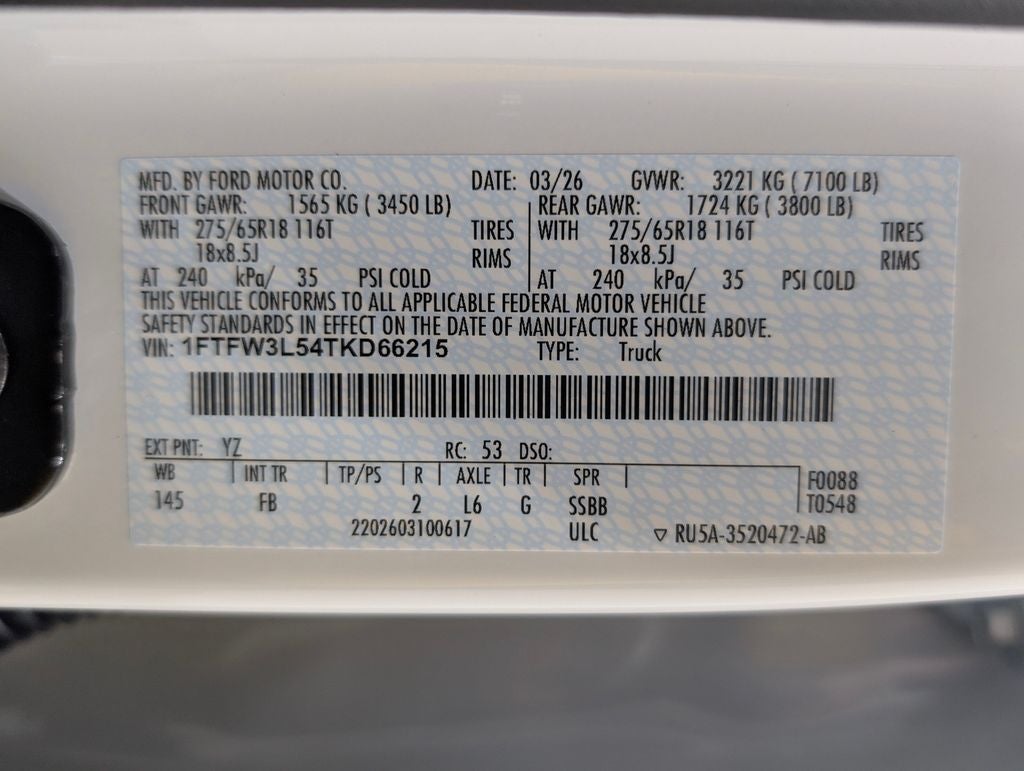 MFD. BY FORD MOTOR CO. DATE: 03/26 GVWR: 3221 KG ( 7100 LB)
FRONT GAWR: 1565 KG ( 3450 LB) REAR GAWR: 1724 KG ( 3800 LB)
WITH 275/65R18 116T TIRES WITH 275/65R18 116T TIRES
18x8.5J RIMS 18x8.5J RIMS
AT 240 kPa/ 35 PSI COLD AT 240 kPa/ 35 PSI COLD
THIS VEHICLE CONFORMS TO ALL APPLICABLE FEDERAL MOTOR VEHICLE
SAFETY STANDARDS IN EFFECT ON THE DATE OF MANUFACTURE SHOWN ABOVE.
VIN: 1FTFW3L54TKD66215 TYPE: Truck
EXT PNT: YZ RC: 53 DSO:
WB INT TR TP/PS R AXLE TR SPR F0088
145 FB 2 L6 G SSBB T0548
2202603100617 ULC ▽ RU5A-3520472-AB